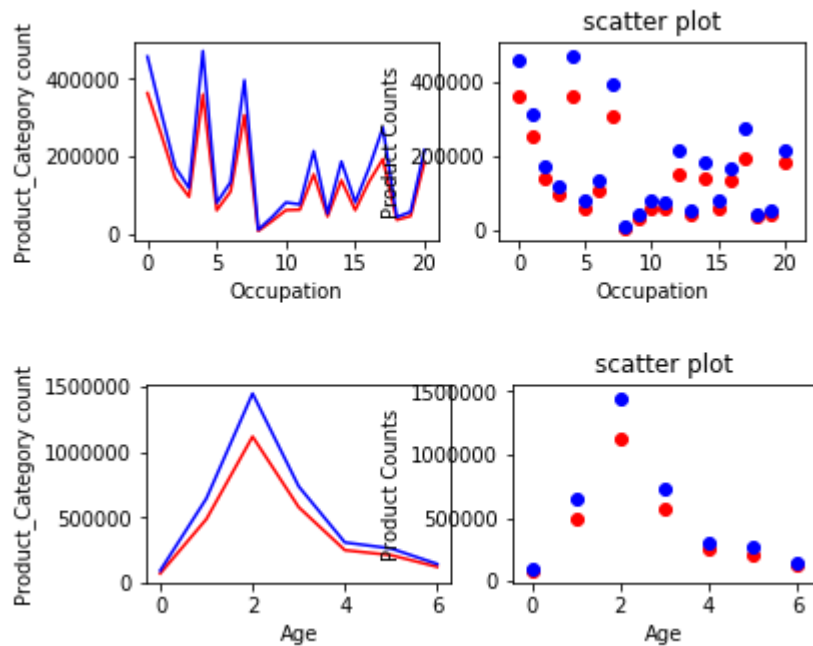 scatter plot
Product_Category count
400000
200000
0
0 5 10 15 20
Occupation
Product Counts
400000
200000
0
0 5 10 15 20
Occupation
scatter plot
Product_Category count
1500000
1000000
500000
0
0 2 4 6
Age
Product Counts
1500000
1000000
500000
0
0 2 4 6
Age